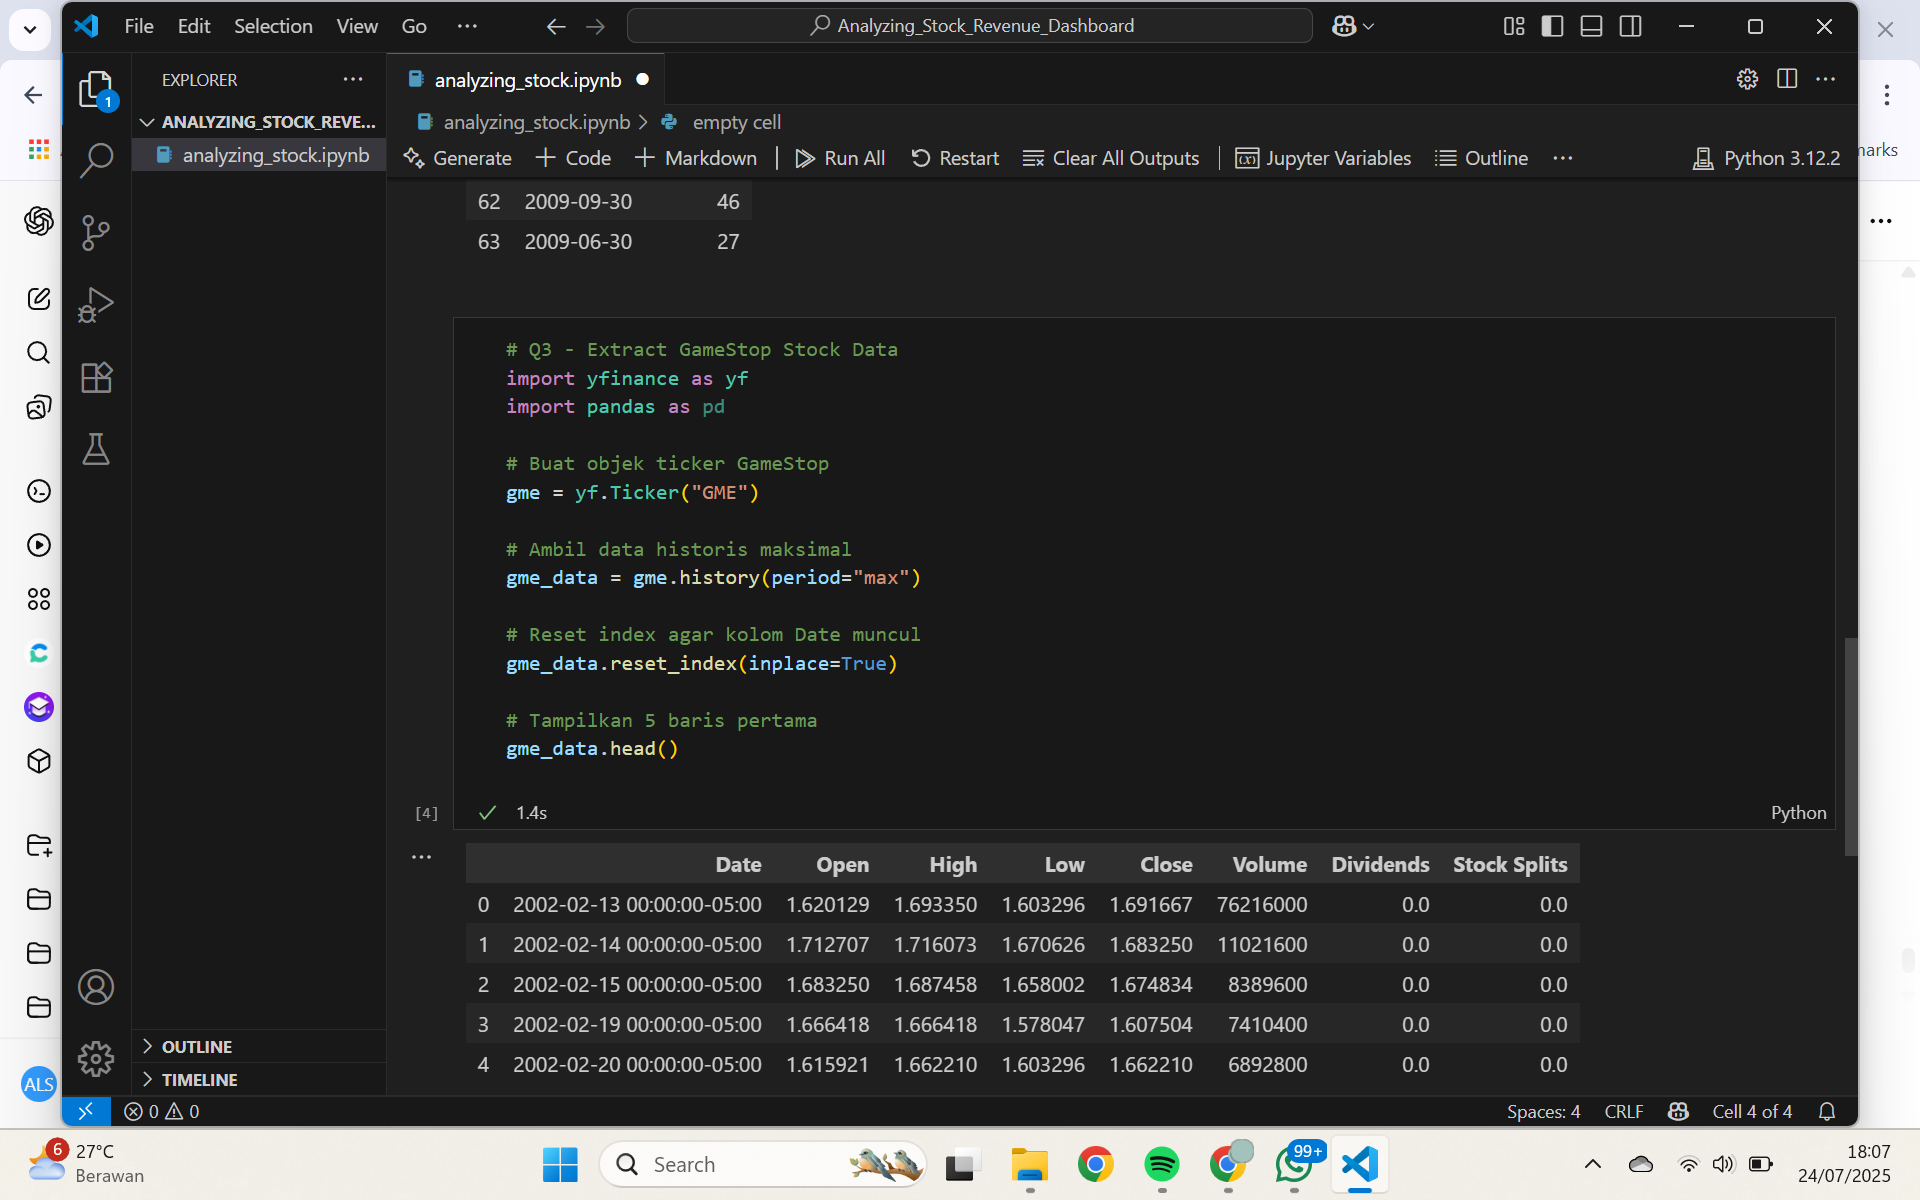 File Edit Selection View Go ···
Analyzing_Stock_Revenue_Dashboard
EXPLORER
ANALYZING_STOCK_REVE...
analyzing_stock.ipynb
1
analyzing_stock.ipynb
analyzing_stock.ipynb > empty cell
Generate + Code + Markdown | Run All Restart Clear All Outputs | Jupyter Variables Outline ··· Python 3.12.2
arks
62 2009-09-30 46
63 2009-06-30 27
# Q3 - Extract GameStop Stock Data
import yfinance as yf
import pandas as pd
# Buat objek ticker GameStop
gme = yf.Ticker("GME")
# Ambil data historis maksimal
gme_data = gme.history(period="max")
# Reset index agar kolom Date muncul
gme_data.reset_index(inplace=True)
# Tampilkan 5 baris pertama
gme_data.head()
[4] 1.4s Python
Date Open High Low Close Volume Dividends Stock Splits
0 2002-02-13 00:00:00-05:00 1.620129 1.693350 1.603296 1.691667 76216000 0.0 0.0
1 2002-02-14 00:00:00-05:00 1.712707 1.716073 1.670626 1.683250 11021600 0.0 0.0
2 2002-02-15 00:00:00-05:00 1.683250 1.687458 1.658002 1.674834 8389600 0.0 0.0
3 2002-02-19 00:00:00-05:00 1.666418 1.666418 1.578047 1.607504 7410400 0.0 0.0
4 2002-02-20 00:00:00-05:00 1.615921 1.662210 1.603296 1.662210 6892800 0.0 0.0
OUTLINE
TIMELINE
ALS
0 0
Spaces: 4 CRLF Cell 4 of 4
6
27°C
Berawan
Search
99+
18:07
24/07/2025